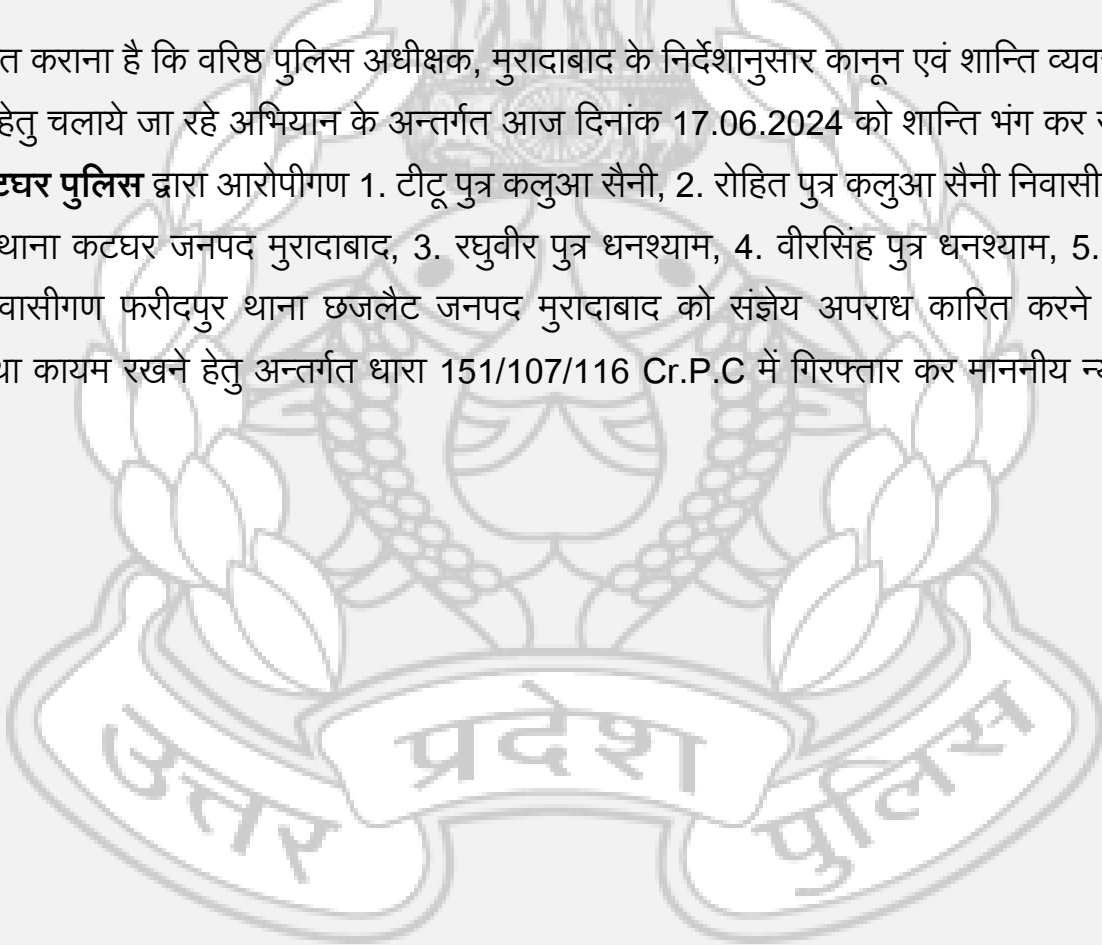 त कराना है कि वरिष्ठ पुलिस अधीक्षक, मुरादाबाद के निर्देशानुसार कानून एवं शान्ति व्यव
हेतु चलाये जा रहे अभियान के अन्तर्गत आज दिनांक 17.06.2024 को शान्ति भंग कर
टघर पुलिस द्वारा आरोपीगण 1. टीटू पुत्र कलुआ सैनी, 2. रोहित पुत्र कलुआ सैनी निवासी
थाना कटघर जनपद मुरादाबाद, 3. रघुवीर पुत्र धनश्याम, 4. वीरसिंह पुत्र धनश्याम, 5.
वासीगण फरीदपुर थाना छजलैट जनपद मुरादाबाद को संज्ञेय अपराध कारित करने
था कायम रखने हेतु अन्तर्गत धारा 151/107/116 Cr.P.C में गिरफ्तार कर माननीय
उत्तर प्रदेश पुलिस